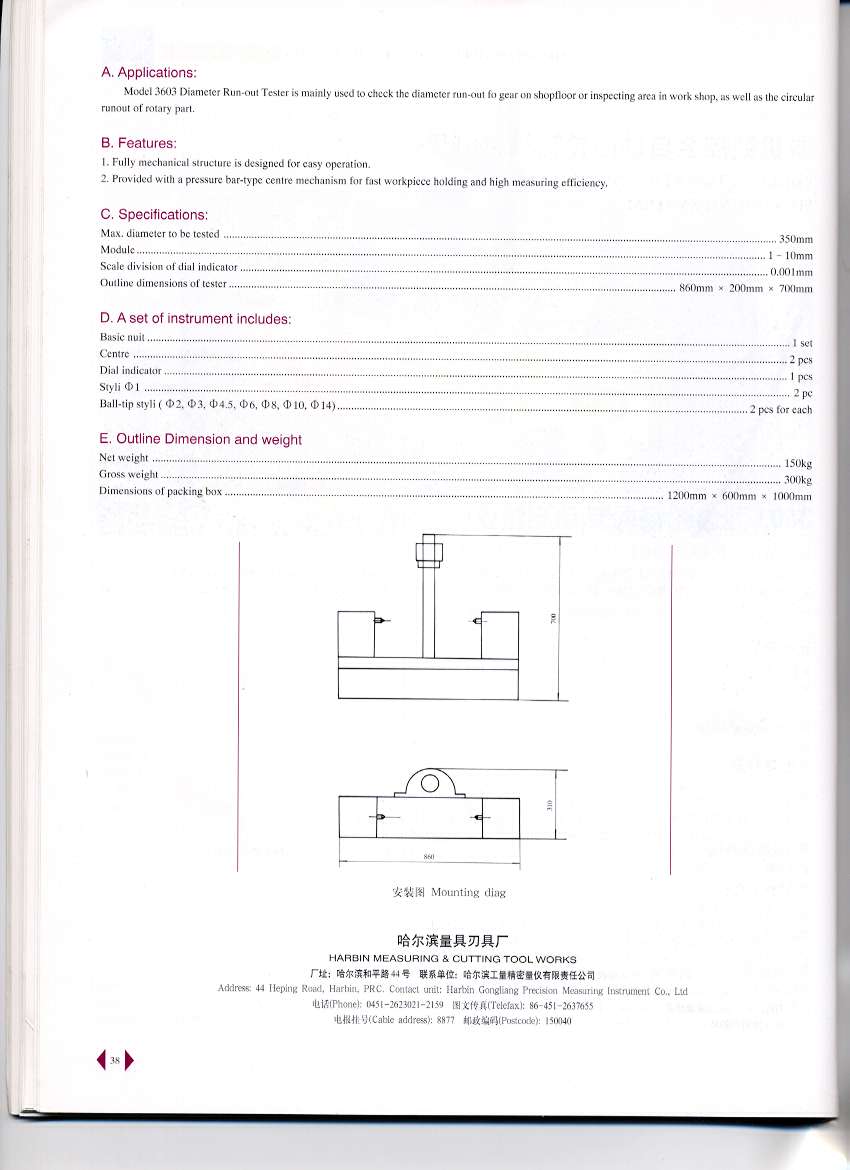 A. Applications:
Model 3603 Diameter Run-out Tester is mainly used to check the diameter run-out fo gear on shopfloor or inspecting area in work shop, as well as the circular
runout of rotary part.
B. Features:
1. Fully mechanical structure is designed for easy operation.
2. Provided with a pressure bar-type centre mechanism for fast workpiece holding and high measuring efficiency.
C. Specifications:
Max. diameter to be tested 350mm
Module 1 - 10mm
Scale division of dial indicator 0.001mm
Outline dimensions of tester 860mm × 200mm × 700mm
D. A set of instrument includes:
Basic nuit 1 set
Centre 2 pcs
Dial indicator 1 pcs
Styli Φ1 2 pc
Ball-tip styli ( Φ2, Φ3, Φ4.5, Φ6, Φ8, Φ10, Φ14) 2 pcs for each
E. Outline Dimension and weight
Net weight 150kg
Gross weight 300kg
Dimensions of packing box 1200mm × 600mm × 1000mm
700
310
860
安装图 Mounting diag
哈尔滨量具刃具厂
HARBIN MEASURING & CUTTING TOOL WORKS
厂址：哈尔滨和平路44号 联系单位：哈尔滨工量精密量仪有限责任公司
Address: 44 Heping Road, Harbin, PRC. Contact unit: Harbin Gongliang Precision Measuring Instrument Co., Ltd
电话(Phone): 0451-2623021-2159 图文传真(Telefax): 86-451-2637655
电报挂号(Cable address): 8877 邮政编码(Postcode): 150040
38